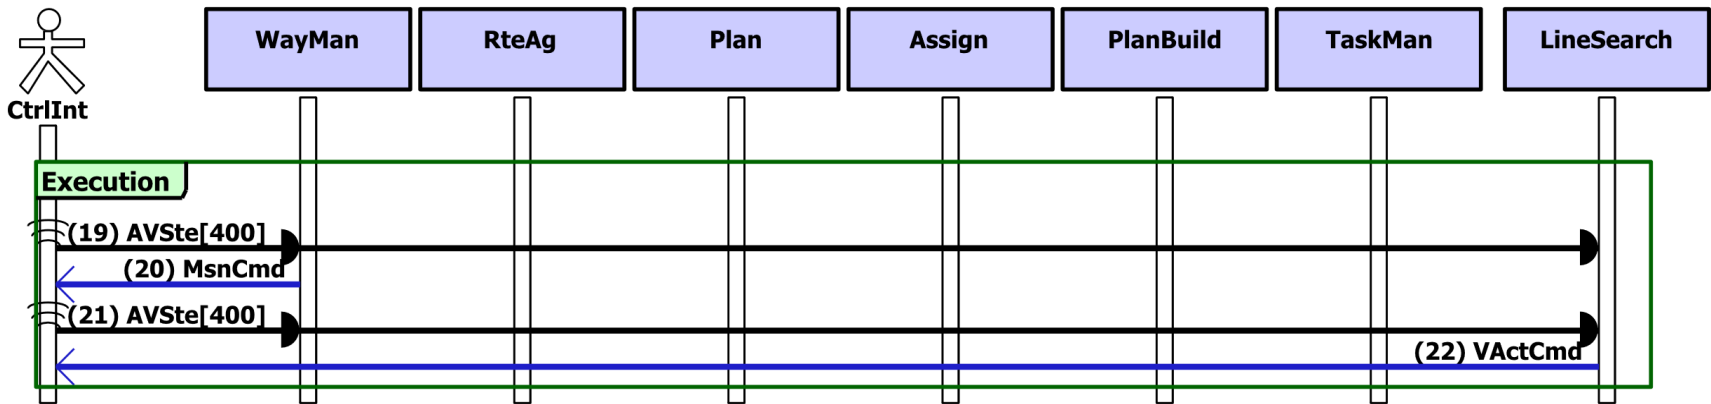 WayMan RteAg Plan Assign PlanBuild TaskMan LineSearch
CtrlInt
Execution
(19) AVSte[400]
(20) MsnCmd
(21) AVSte[400]
(22) VActCmd